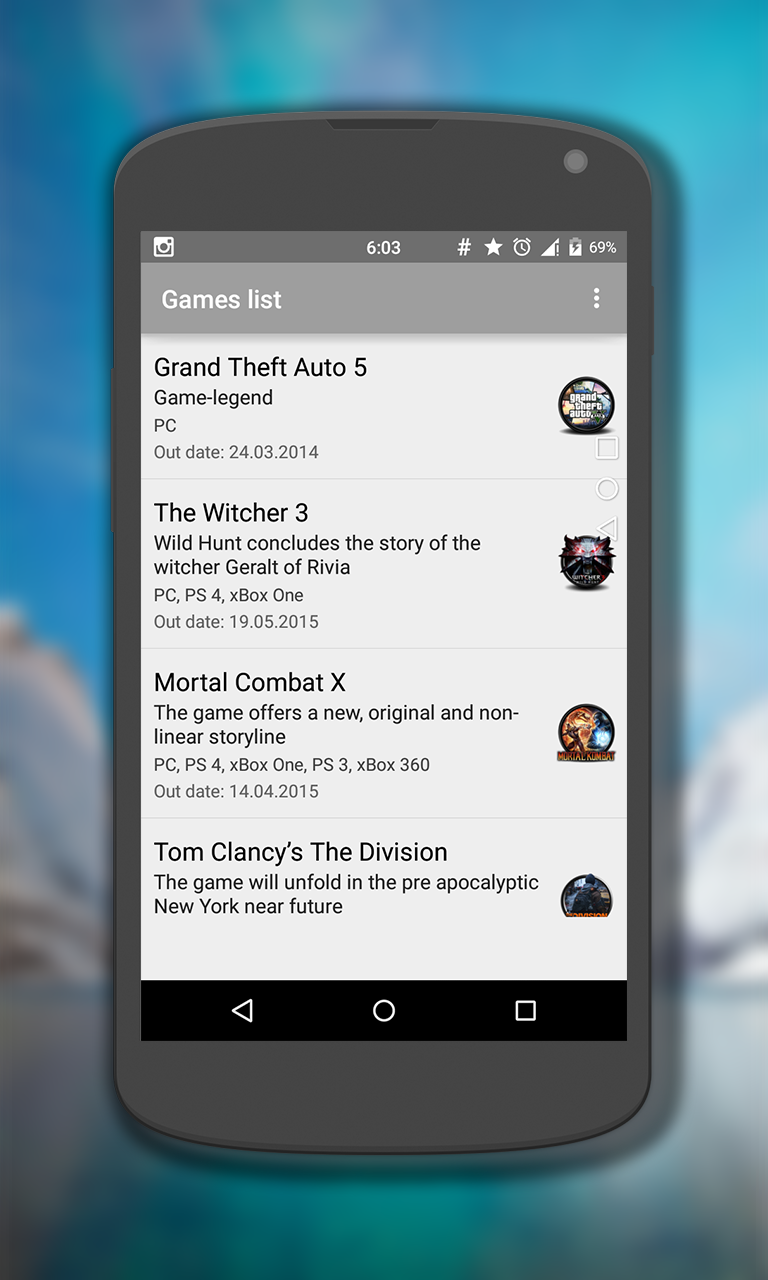 6:03 # 69%
Games list
Grand Theft Auto 5
Game-legend
PC
Out date: 24.03.2014
grand
theft
auto
The Witcher 3
Wild Hunt concludes the story of the
witcher Geralt of Rivia
PC, PS 4, xBox One
Out date: 19.05.2015
WITCHER
WILD HUNT
Mortal Combat X
The game offers a new, original and non-
linear storyline
PC, PS 4, xBox One, PS 3, xBox 360
Out date: 14.04.2015
MORTAL KOMBAT
Tom Clancy’s The Division
The game will unfold in the pre apocalyptic
New York near future